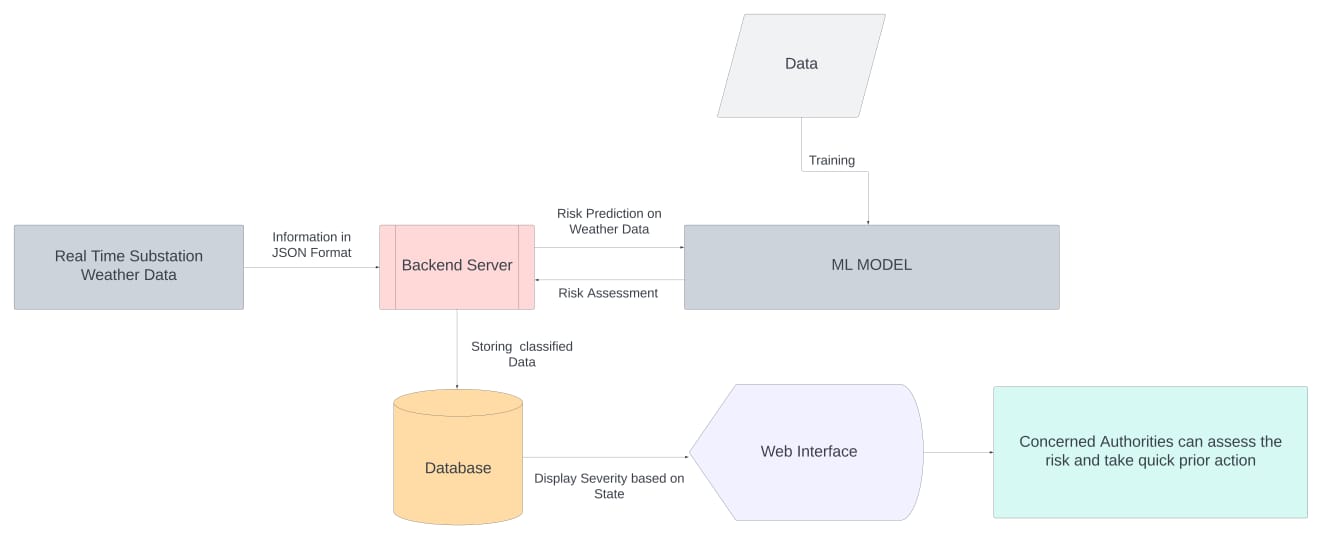 Data
Training
Risk Prediction on
Weather Data
Information in
JSON Format
Real Time Substation
Weather Data
Backend Server
ML MODEL
Risk Assessment
Storing  classified
Data
Database
Display Severity based on
State
Web Interface
Concerned Authorities can assess the
risk and take quick prior action